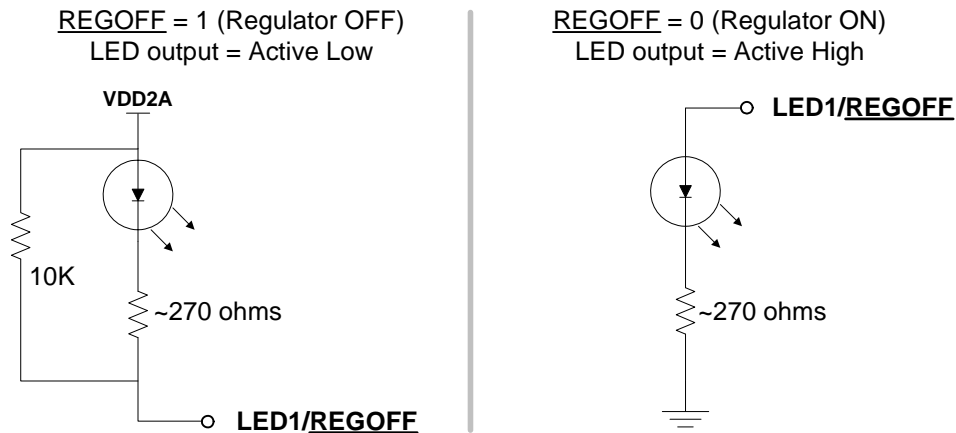 REGOFF = 1 (Regulator OFF)
LED output = Active Low
VDD2A
10K
~270 ohms
LED1/REGOFF
REGOFF = 0 (Regulator ON)
LED output = Active High
LED1/REGOFF
~270 ohms